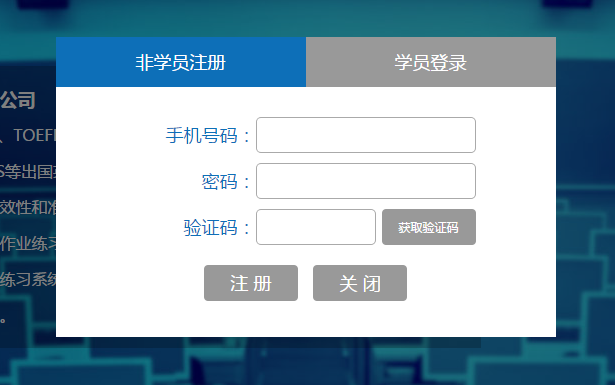 非学员注册 学员登录
公司
手机号码：
、TOEF
S等出国
密码：
效性和准
验证码： 获取验证码
作业练习
练习系统
注 册 关 闭
。